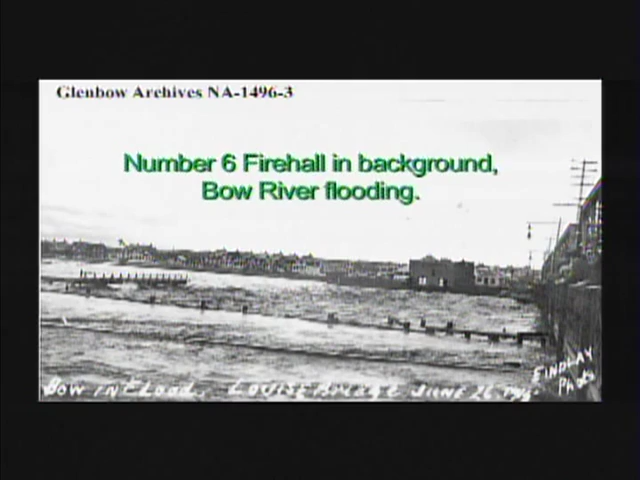 Glenbow Archives NA-1496-3
Number 6 Firehall in background,
Bow River flooding.
Bow in Flood, Louise Bridge June 26
FINDLAY
Photo